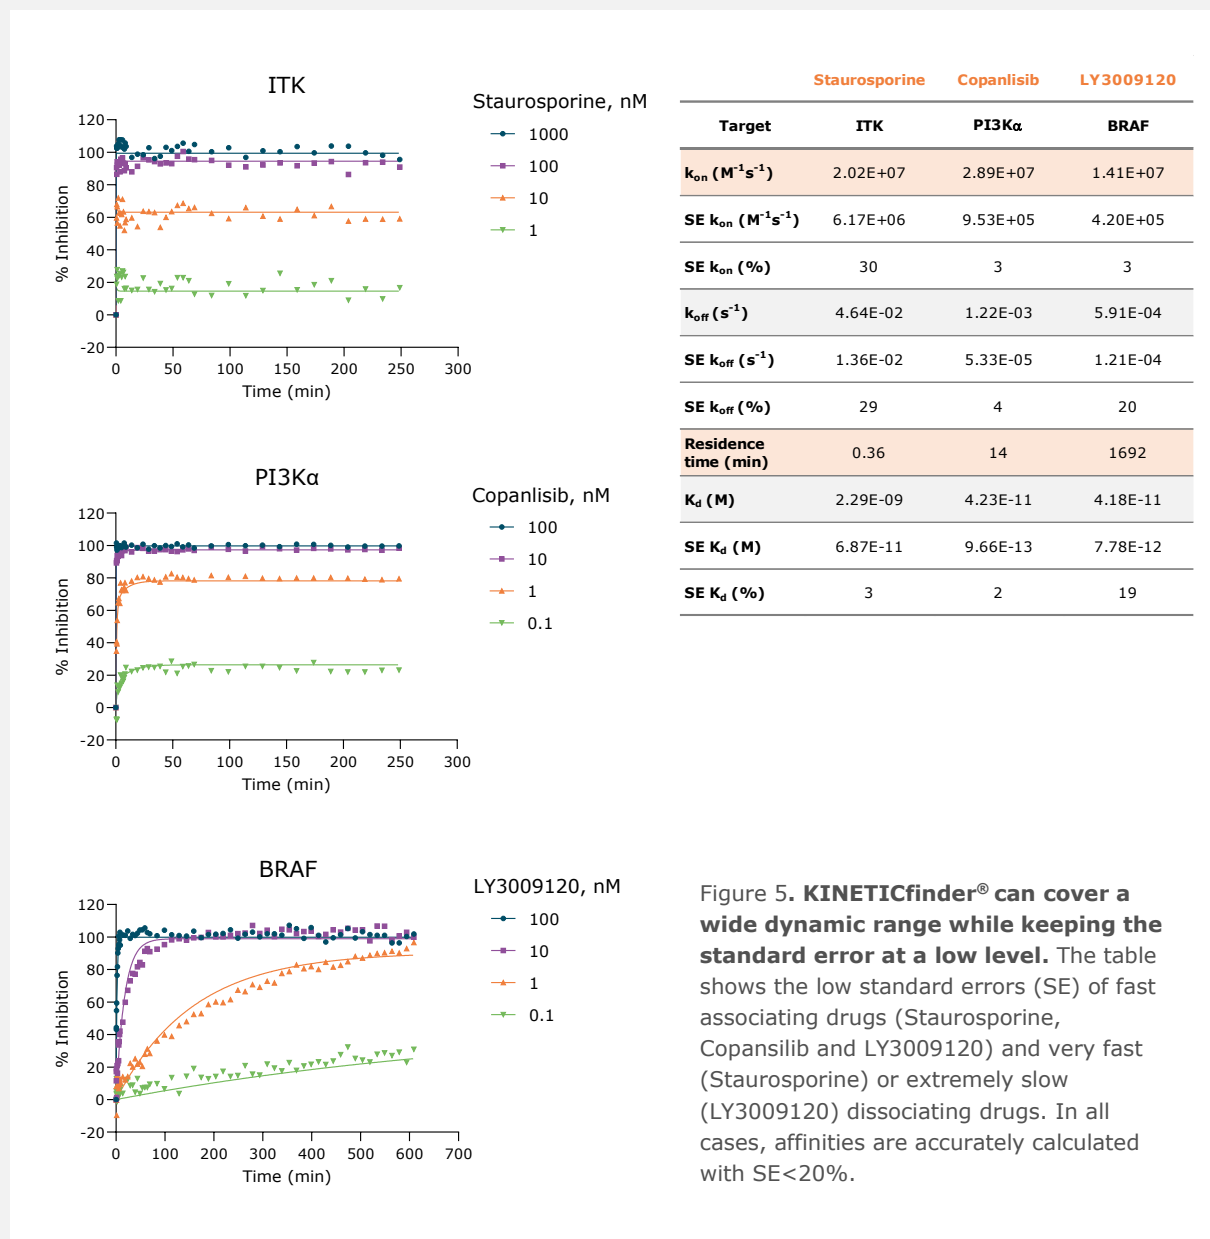 ITK
Staurosporine, nM
1000
100
10
1
120
100
80
60
40
20
0
-20
% Inhibition
0 50 100 150 200 250 300
Time (min)
PI3Kα
Copanlisib, nM
100
10
1
0.1
120
100
80
60
40
20
0
-20
% Inhibition
0 50 100 150 200 250 300
Time (min)
BRAF
LY3009120, nM
100
10
1
0.1
120
100
80
60
40
20
0
-20
% Inhibition
0 100 200 300 400 500 600 700
Time (min)
Staurosporine Copanlisib LY3009120
Target ITK PI3Kα BRAF
kon (M-1s-1) 2.02E+07 2.89E+07 1.41E+07
SE kon (M-1s-1) 6.17E+06 9.53E+05 4.20E+05
SE kon (%) 30 3 3
koff (s-1) 4.64E-02 1.22E-03 5.91E-04
SE koff (s-1) 1.36E-02 5.33E-05 1.21E-04
SE koff (%) 29 4 20
Residence
time (min) 0.36 14 1692
Kd (M) 2.29E-09 4.23E-11 4.18E-11
SE Kd (M) 6.87E-11 9.66E-13 7.78E-12
SE Kd (%) 3 2 19
Figure 5. KINETICfinder® can cover a
wide dynamic range while keeping the
standard error at a low level. The table
shows the low standard errors (SE) of fast
associating drugs (Staurosporine,
Copansilib and LY3009120) and very fast
(Staurosporine) or extremely slow
(LY3009120) dissociating drugs. In all
cases, affinities are accurately calculated
with SE<20%.